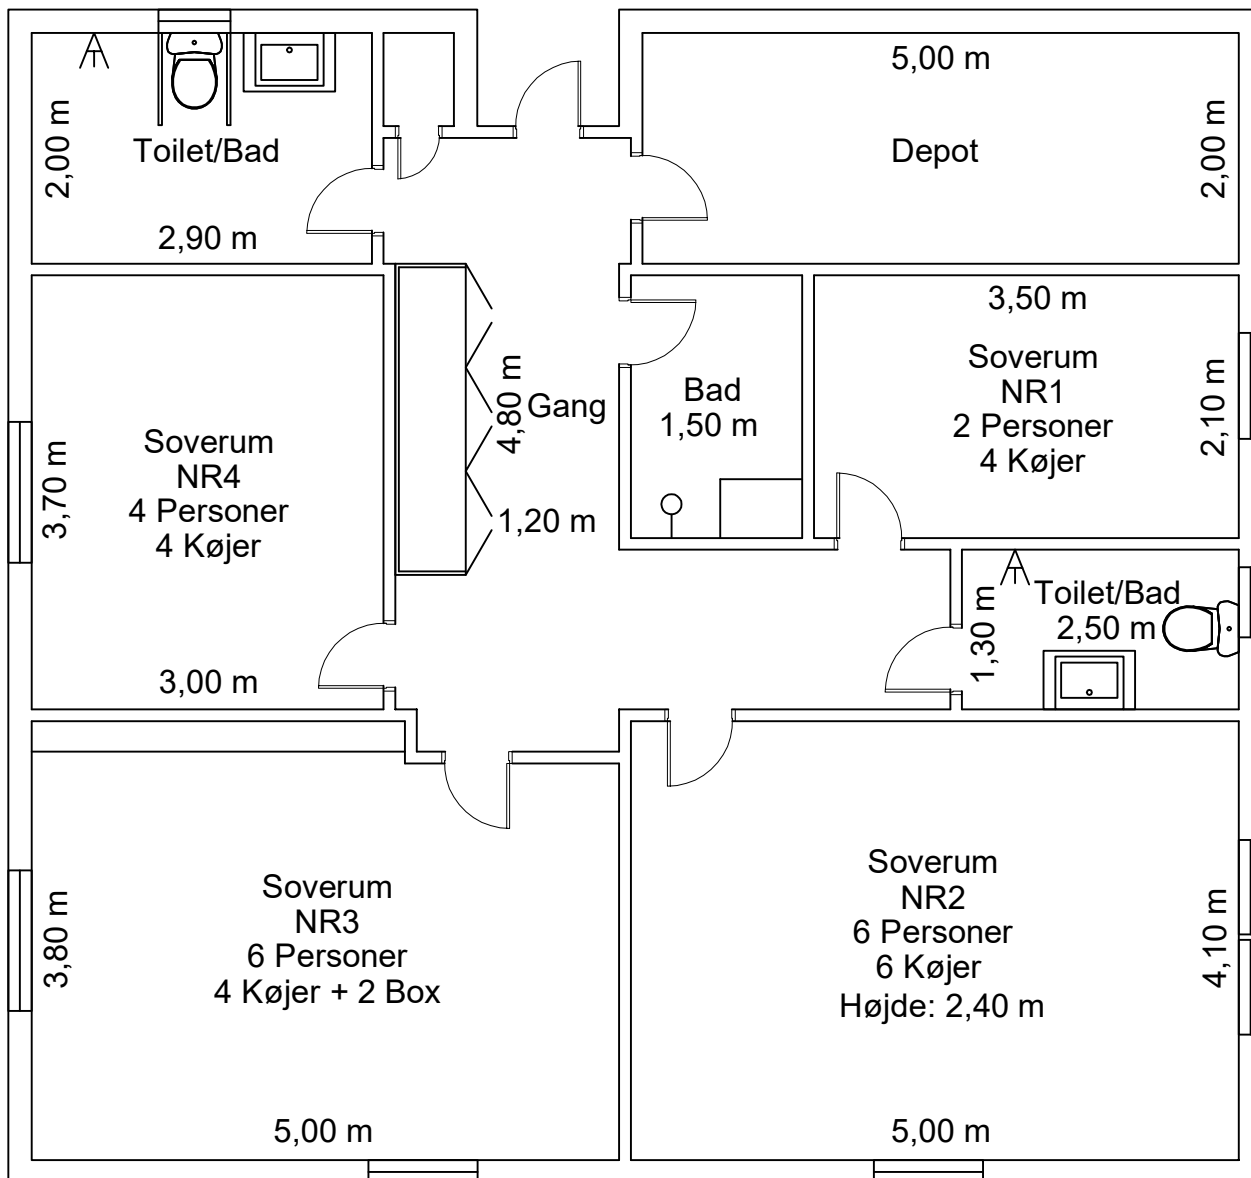 2,00 m
Toilet/Bad
2,90 m
5,00 m
Depot
2,00 m
Soverum
NR4
4 Personer
4 Køjer
3,70 m
3,00 m
4,80 m
Gang
1,20 m
Bad
1,50 m
3,50 m
Soverum
NR1
2 Personer
4 Køjer
2,10 m
Toilet/Bad
2,50 m
1,30 m
Soverum
NR3
6 Personer
4 Køjer + 2 Box
3,80 m
5,00 m
Soverum
NR2
6 Personer
6 Køjer
Højde: 2,40 m
4,10 m
5,00 m